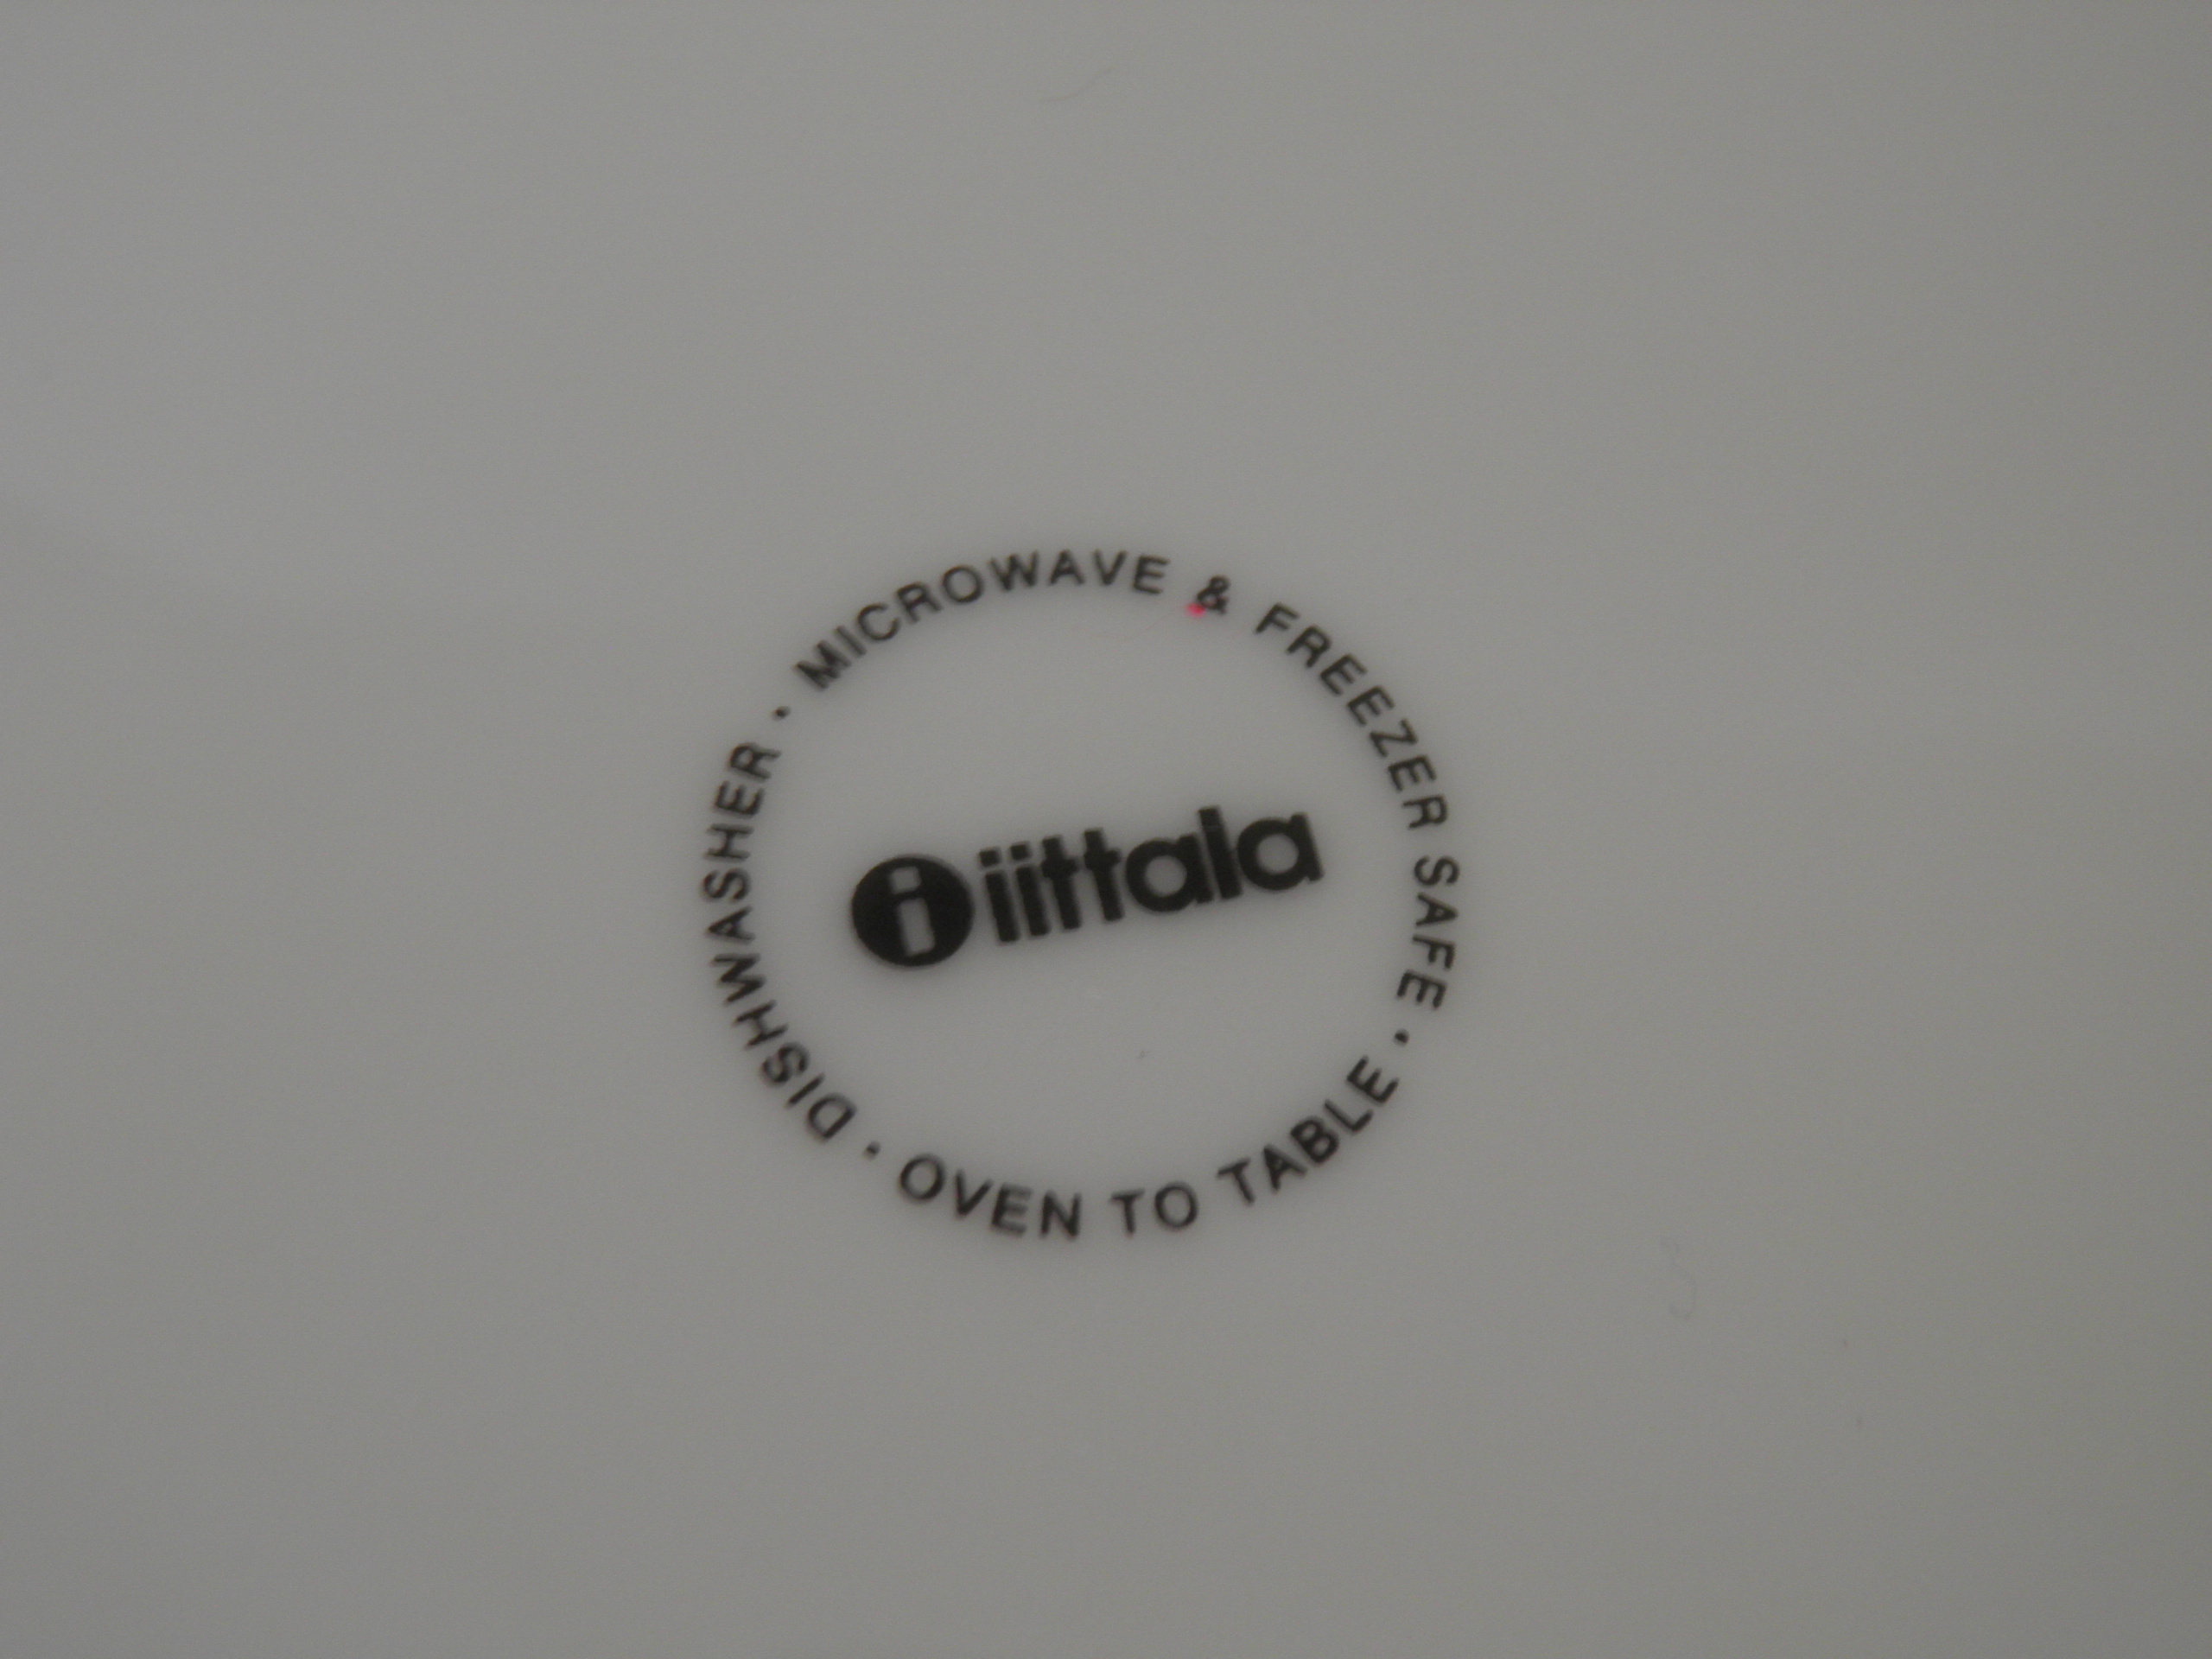 DISHWASHER · MICROWAVE & FREEZER SAFE ·
OVEN TO TABLE ·
i iittala